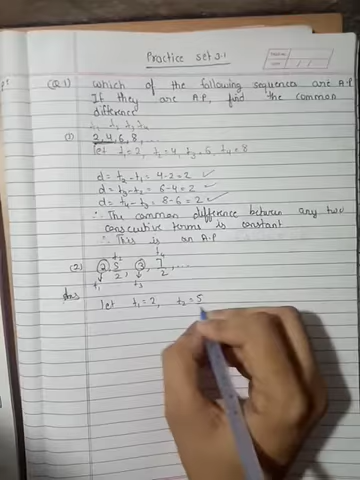 Practice set 3.1
(Q.1) Which of the following sequences are A.P
If they are A.P, find the common
difference
t₁ t₂ t₃ t₄
(1) 2, 4, 6, 8, ...
let t₁ = 2, t₂ = 4, t₃ = 6, t₄ = 8
d = t₂ - t₁ = 4-2 = 2 ✓
d = t₃ - t₂ = 6-4 = 2 ✓
d = t₄ - t₃ = 8-6 = 2 ✓
∴ The common difference between any two
consecutive terms is constant
∴ This is an A.P
t₂ t₄
(2) 2, 5/2, 3, 7/2, ...
t₁ t₃
Ans let t₁ = 2, t₂ = 5